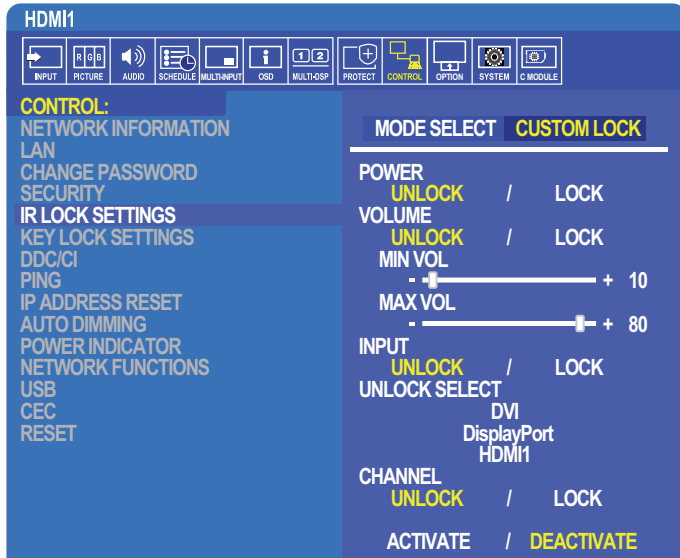 HDMI1
INPUT
R G B PICTURE
AUDIO
SCHEDULE
MULTI-INPUT
i OSD
1 2 MULTI-DSP
PROTECT
CONTROL
OPTION
SYSTEM
C MODULE
CONTROL:
NETWORK INFORMATION
LAN
CHANGE PASSWORD
SECURITY
IR LOCK SETTINGS
KEY LOCK SETTINGS
DDC/CI
PING
IP ADDRESS RESET
AUTO DIMMING
POWER INDICATOR
NETWORK FUNCTIONS
USB
CEC
RESET
MODE SELECT CUSTOM LOCK
POWER
UNLOCK / LOCK
VOLUME
UNLOCK / LOCK
MIN VOL
- + 10
MAX VOL
- + 80
INPUT
UNLOCK / LOCK
UNLOCK SELECT
DVI
DisplayPort
HDMI1
CHANNEL
UNLOCK / LOCK
ACTIVATE / DEACTIVATE